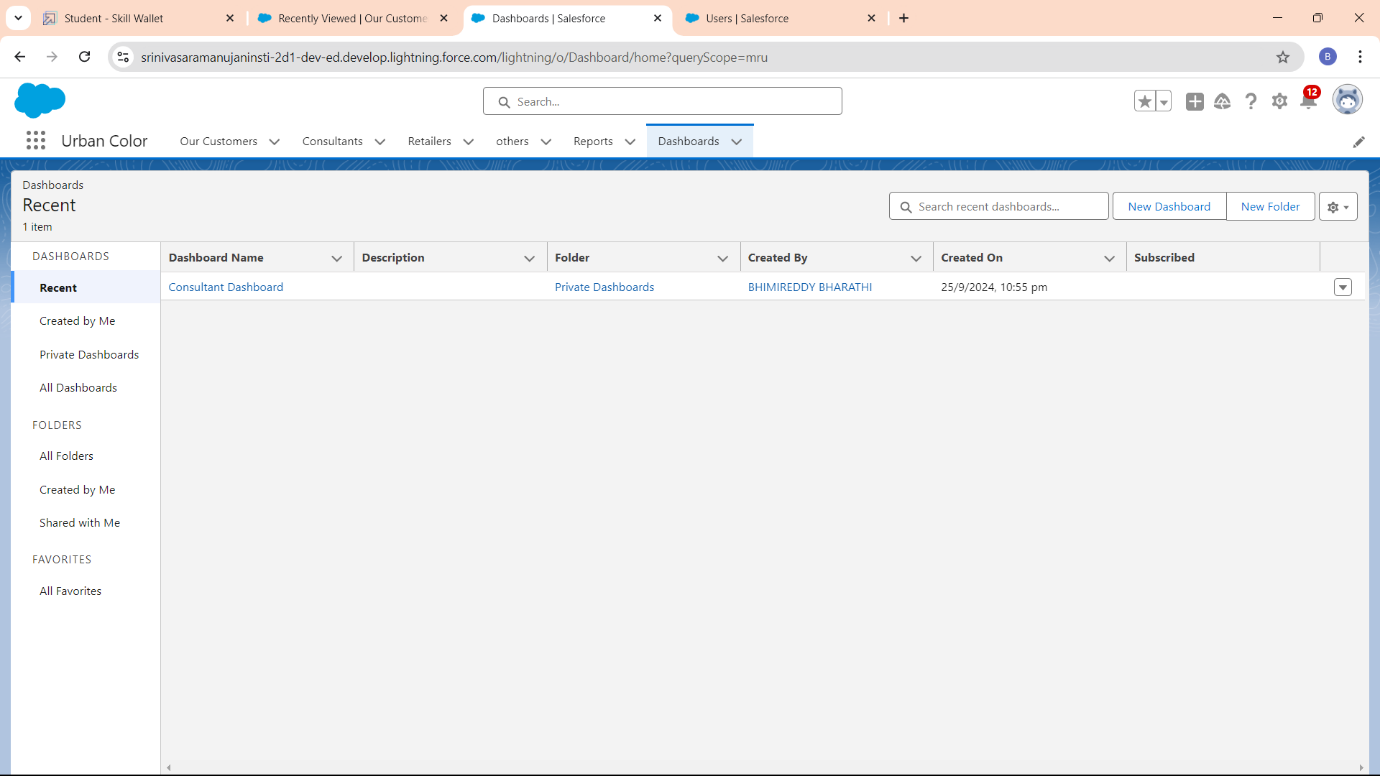 Student - Skill Wallet
Recently Viewed | Our Custome
Dashboards | Salesforce
Users | Salesforce
srinivasaramanujaninsti-2d1-dev-ed.develop.lightning.force.com/lightning/o/Dashboard/home?queryScope=mru
B
Search...
12
Urban Color
Our Customers
Consultants
Retailers
others
Reports
Dashboards
Dashboards
Recent
1 item
Search recent dashboards...
New Dashboard
New Folder
DASHBOARDS
Recent
Created by Me
Private Dashboards
All Dashboards
FOLDERS
All Folders
Created by Me
Shared with Me
FAVORITES
All Favorites
Dashboard Name
Description
Folder
Created By
Created On
Subscribed
Consultant Dashboard
Private Dashboards
BHIMIREDDY BHARATHI
25/9/2024, 10:55 pm